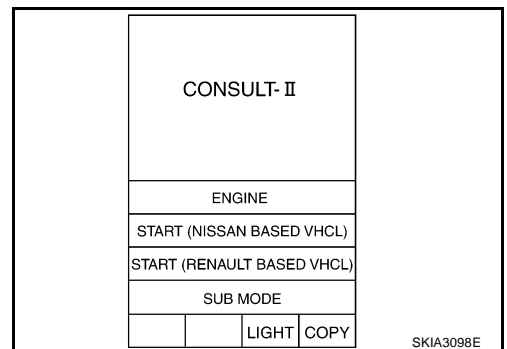 CONSULT-II
ENGINE
START (NISSAN BASED VHCL)
START (RENAULT BASED VHCL)
SUB MODE
LIGHT COPY
SKIA3098E